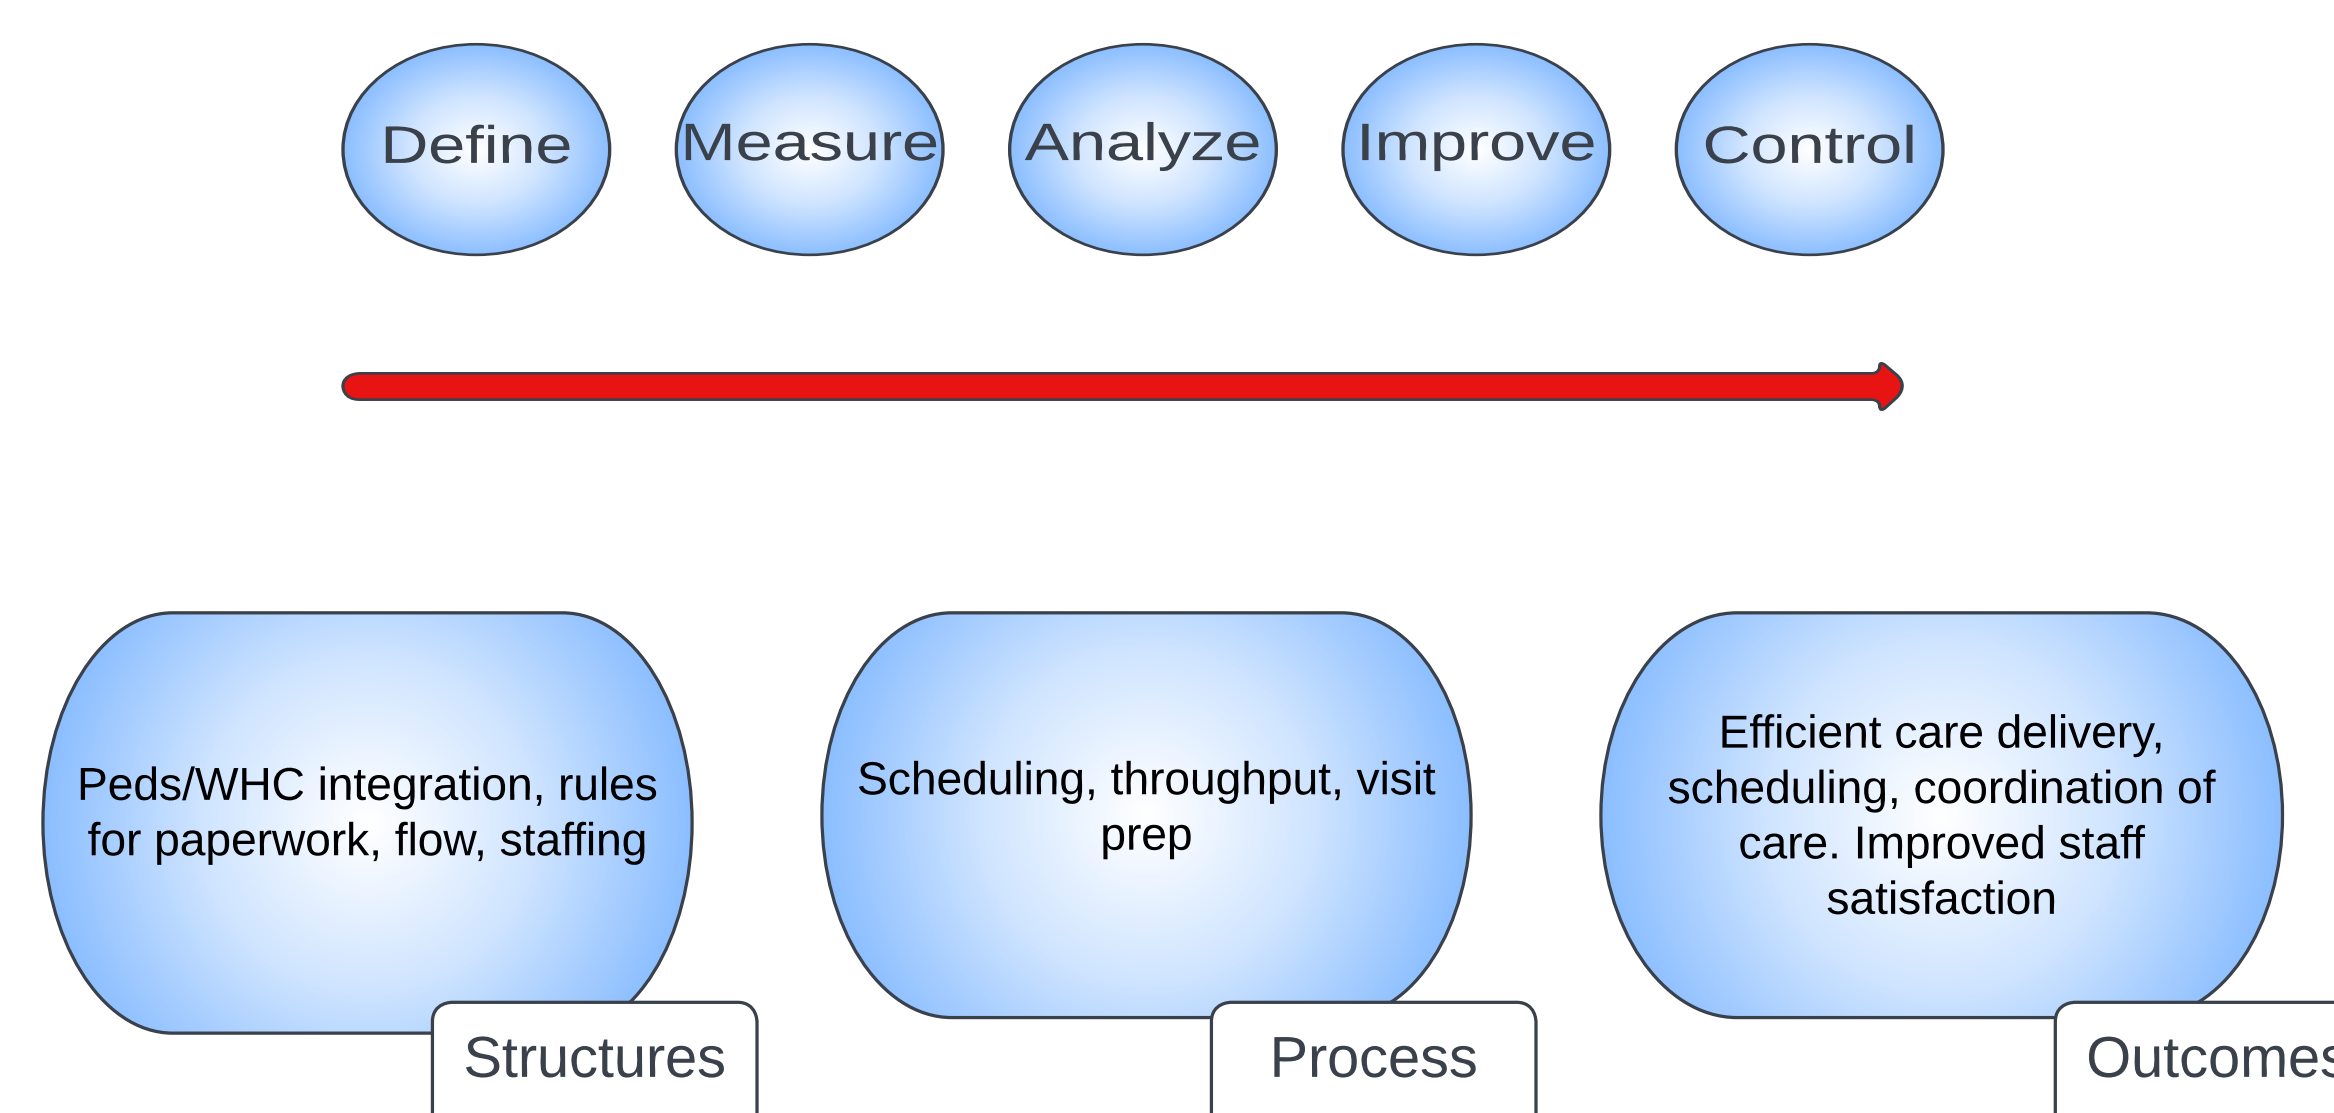 Define
Measure
Analyze
Improve
Control
Peds/WHC integration, rules
for paperwork, flow, staffing
Structures
Scheduling, throughput, visit
prep
Process
Efficient care delivery,
scheduling, coordination of
care. Improved staff
satisfaction
Outcomes